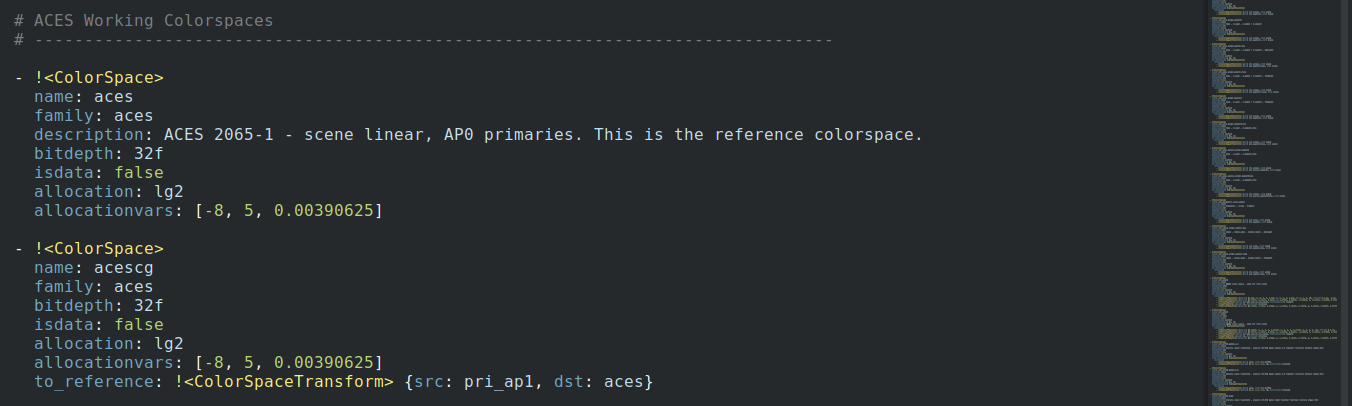 # ACES Working Colorspaces
# --------------------------------------------------------------------------------
- !<ColorSpace>
  name: aces
  family: aces
  description: ACES 2065-1 - scene linear, AP0 primaries. This is the reference colorspace.
  bitdepth: 32f
  isdata: false
  allocation: lg2
  allocationvars: [-8, 5, 0.00390625]
- !<ColorSpace>
  name: acescg
  family: aces
  bitdepth: 32f
  isdata: false
  allocation: lg2
  allocationvars: [-8, 5, 0.00390625]
  to_reference: !<ColorSpaceTransform> {src: pri_ap1, dst: aces}